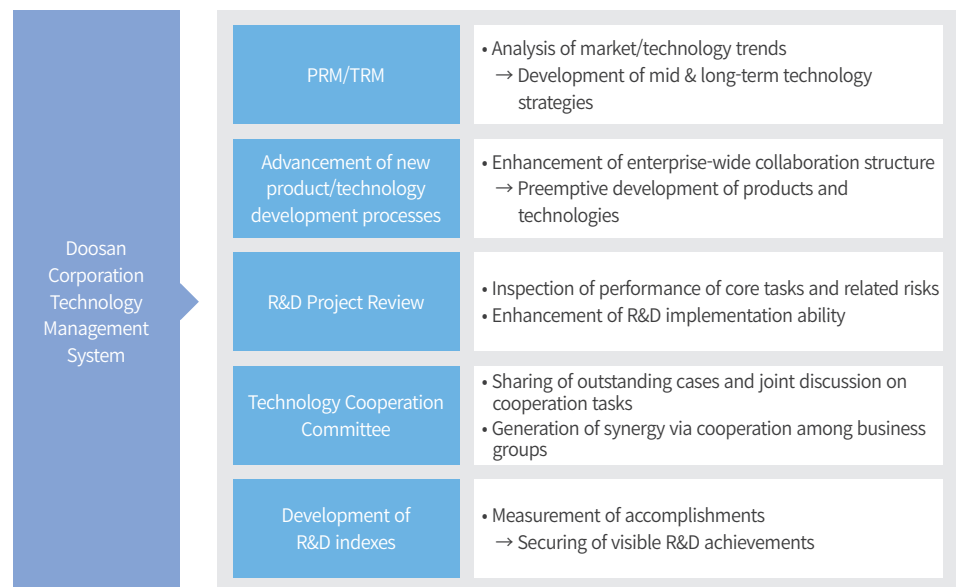 Doosan
Corporation
Technology
Management
System
PRM/TRM
• Analysis of market/technology trends
→ Development of mid & long-term technology
strategies
Advancement of new
product/technology
development processes
• Enhancement of enterprise-wide collaboration structure
→ Preemptive development of products and
technologies
R&D Project Review
• Inspection of performance of core tasks and related risks
• Enhancement of R&D implementation ability
Technology Cooperation
Committee
• Sharing of outstanding cases and joint discussion on
cooperation tasks
• Generation of synergy via cooperation among business
groups
Development of
R&D indexes
• Measurement of accomplishments
→ Securing of visible R&D achievements